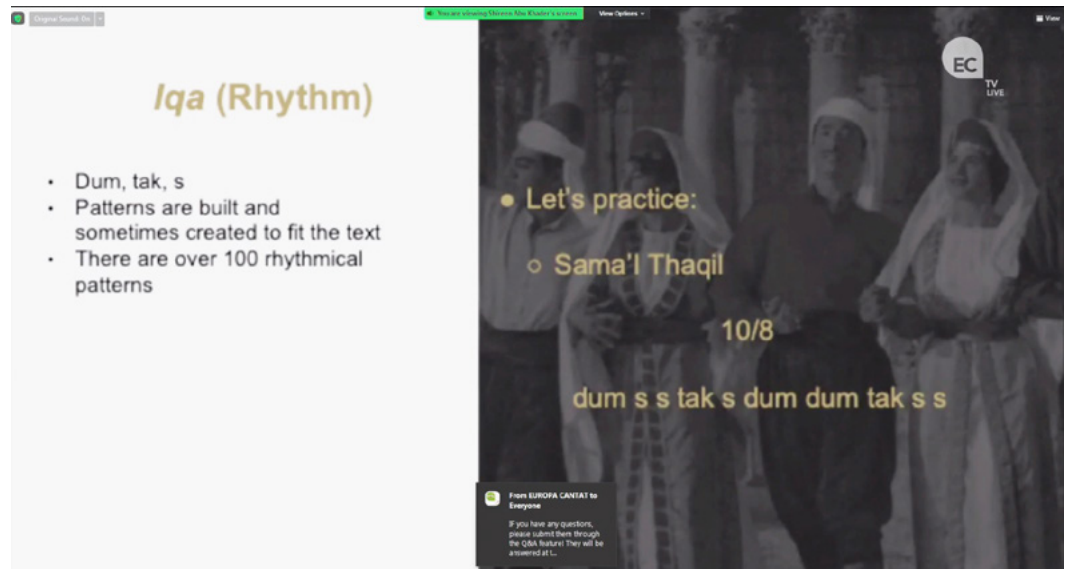 Original Sound: On
You are viewing Shireen Abu Khader's screen
View Options
View
EC
TV
LIVE
Iqa (Rhythm)
• Dum, tak, s
• Patterns are built and
sometimes created to fit the text
• There are over 100 rhythmical
patterns
• Let's practice:
○ Sama'l Thaqil
10/8
dum s s tak s dum dum tak s s
From EUROPA CANTAT to
Everyone
IF you have any questions,
please submit them through
the Q&A feature! They will be
answered at t...